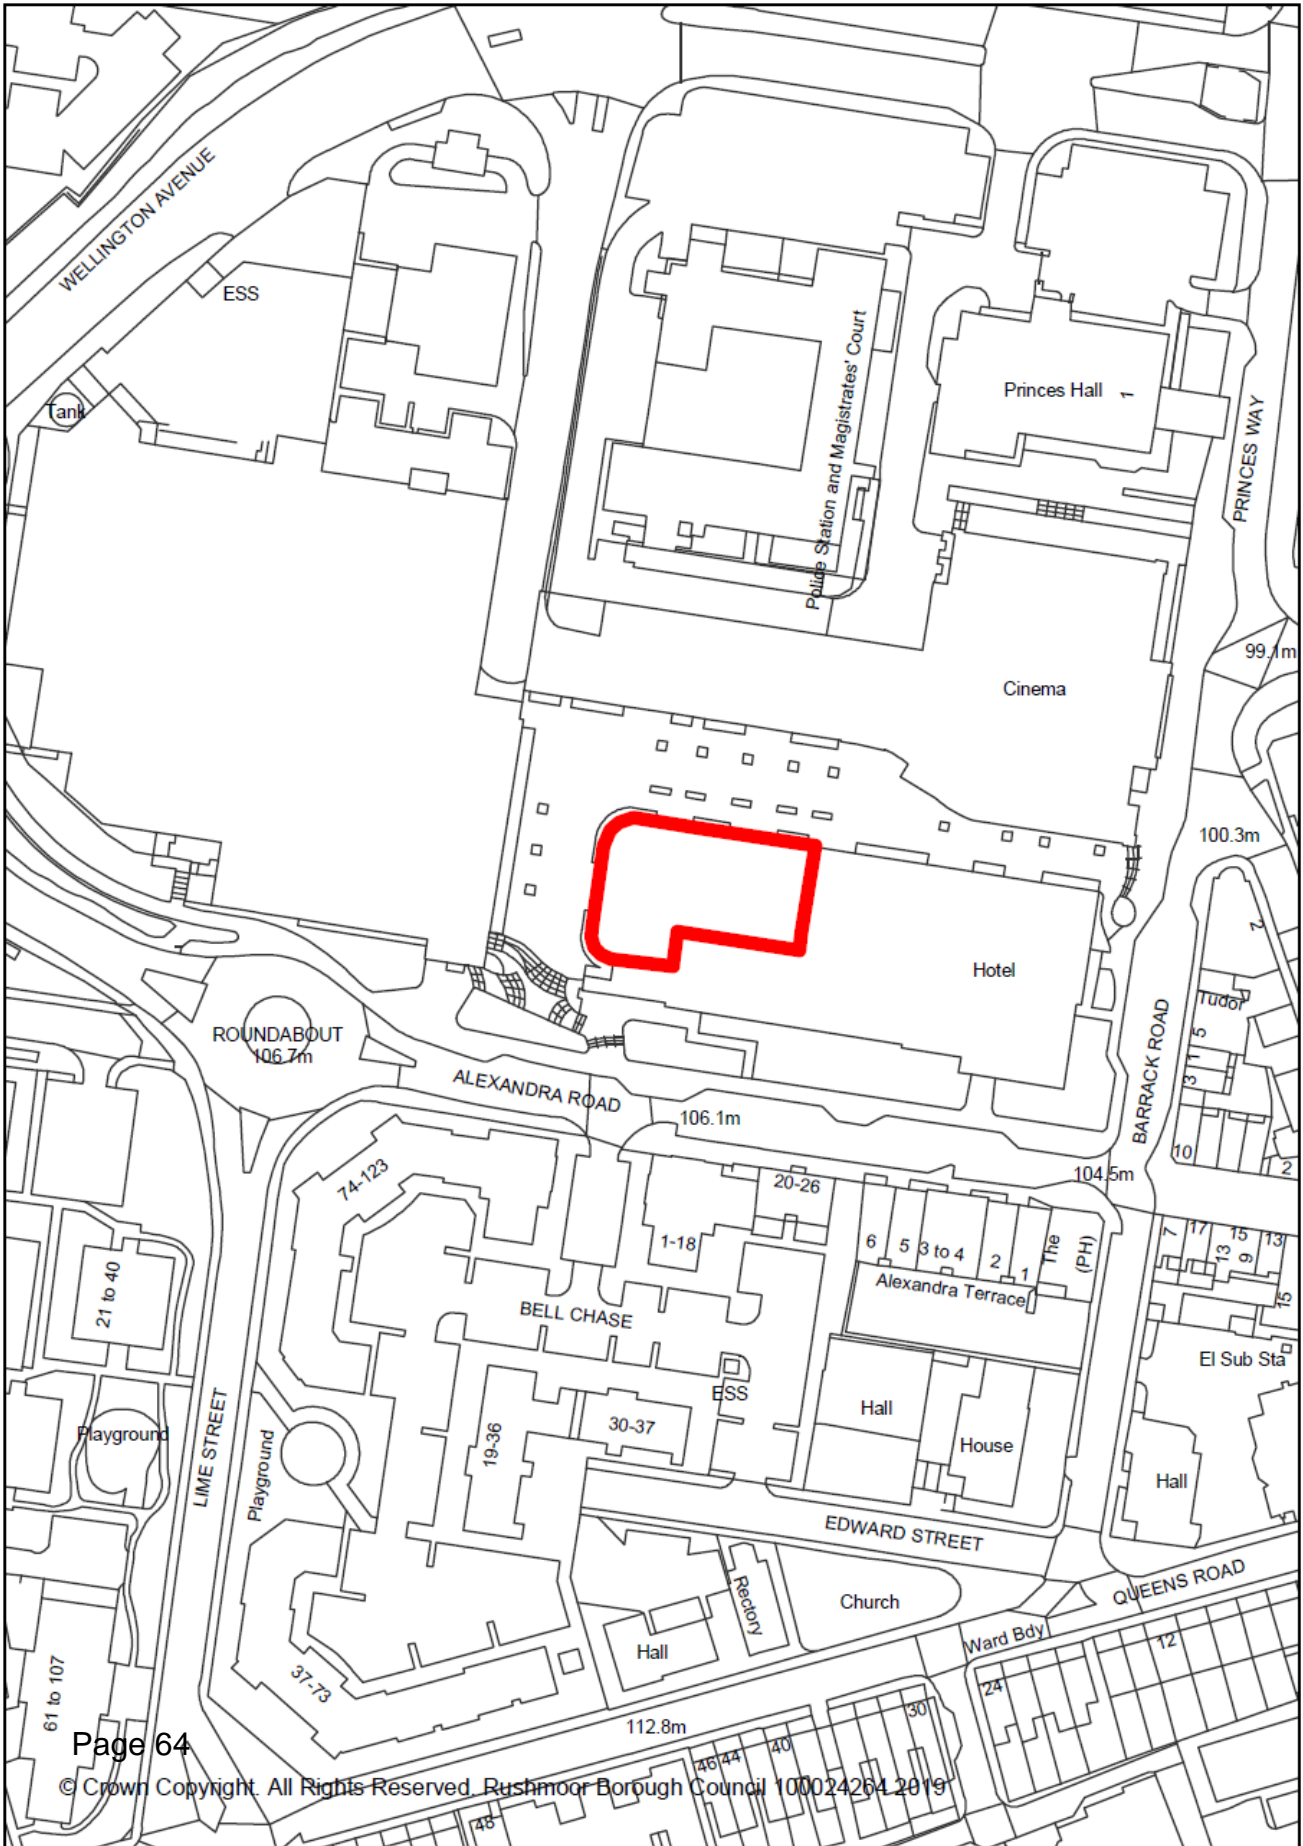 WELLINGTON AVENUE
ESS
Tank
Police Station and Magistrates' Court
Princes Hall
1
PRINCES WAY
99.1m
Cinema
100.3m
2
Hotel
Tudor
5
1
3
BARRACK ROAD
10
2
ROUNDABOUT
106.7m
ALEXANDRA ROAD
106.1m
104.5m
74-123
20-26
1-18
6
5
3 to 4
2
1
The
(PH)
Alexandra Terrace
7
17
15
13
13
9
15
21 to 40
BELL CHASE
El Sub Sta
ESS
Playground
LIME STREET
Playground
19-36
30-37
Hall
House
Hall
EDWARD STREET
QUEENS ROAD
Rectory
Church
Hall
Ward Bdy
12
24
61 to 107
37-73
30
112.8m
46
44
40
48
Page 64
© Crown Copyright. All Rights Reserved. Rushmoor Borough Council 100024264 2019